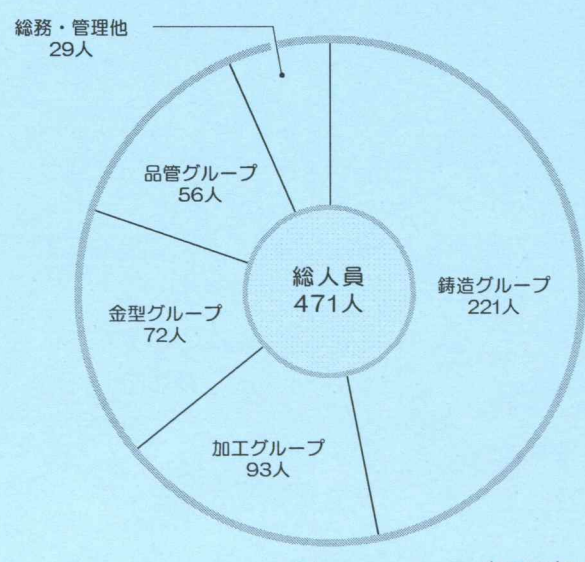 総務・管理他
29人
品管グループ
56人
総人員
471人
鋳造グループ
221人
金型グループ
72人
加工グループ
93人